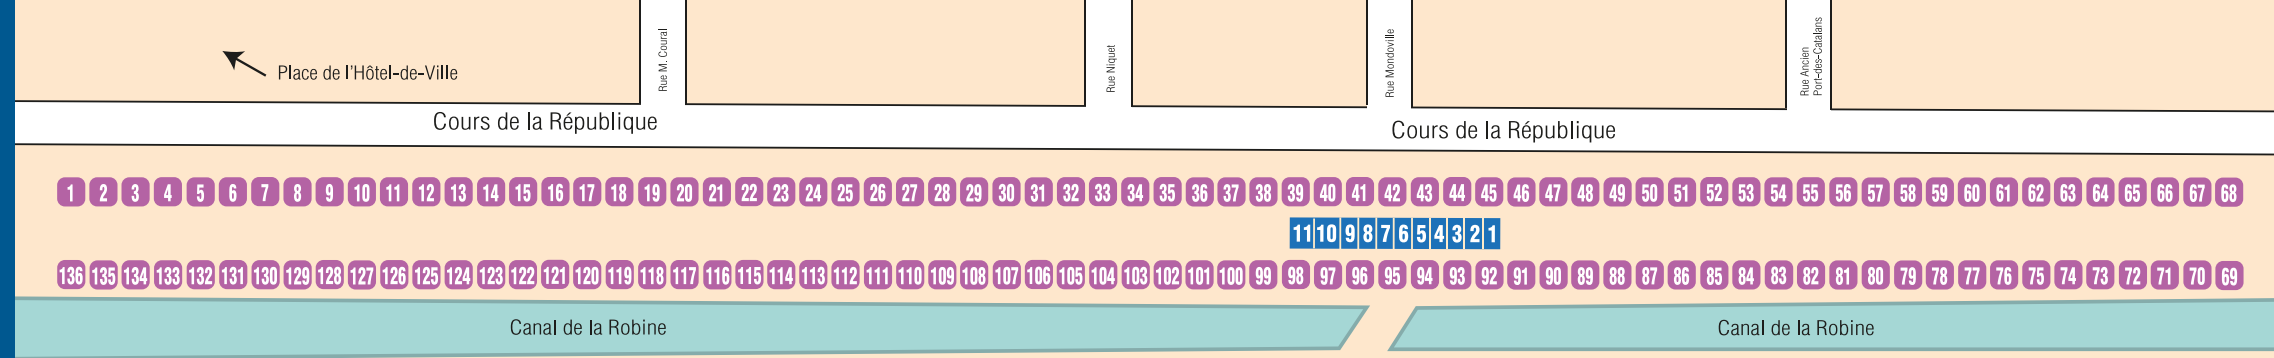 Rue M. Coural
Rue Niquet
Rue Mondoville
Rue Ancien
Port-des-Catalans
Place de l'Hôtel-de-Ville
Cours de la République
Cours de la République
1 2 3 4 5 6 7 8 9 10 11 12 13 14 15 16 17 18 19 20 21 22 23 24 25 26 27 28 29 30 31 32 33 34 35 36 37 38 39 40 41 42 43 44 45 46 47 48 49 50 51 52 53 54 55 56 57 58 59 60 61 62 63 64 65 66 67 68
11 10 9 8 7 6 5 4 3 2 1
136 135 134 133 132 131 130 129 128 127 126 125 124 123 122 121 120 119 118 117 116 115 114 113 112 111 110 109 108 107 106 105 104 103 102 101 100 99 98 97 96 95 94 93 92 91 90 89 88 87 86 85 84 83 82 81 80 79 78 77 76 75 74 73 72 71 70 69
Canal de la Robine
Canal de la Robine